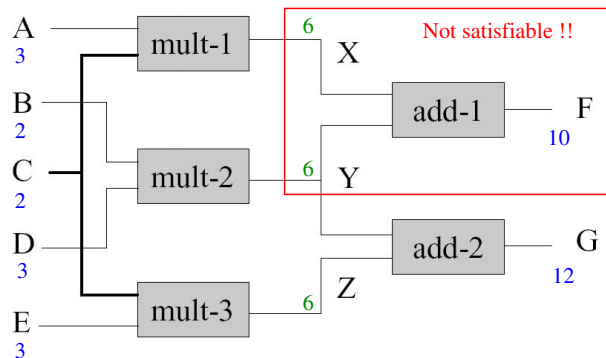 A
3
mult-1
6
X
Not satisfiable !!
B
2
add-1
F
10
C
2
mult-2
6
Y
D
3
add-2
G
12
mult-3
6
Z
E
3